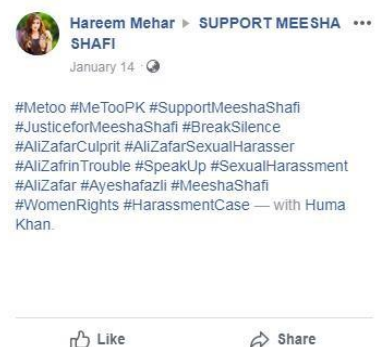 Hareem Mehar ▸ SUPPORT MEESHA
SHAFI
January 14 ·
#Metoo #MeTooPK #SupportMeeshaShafi
#JusticeforMeeshaShafi #BreakSilence
#AliZafarCulprit #AliZafarSexualHarasser
#AliZafrinTrouble #SpeakUp #SexualHarassment
#AliZafar #Ayeshafazli #MeeshaShafi
#WomenRights #HarassmentCase — with Huma
Khan.
Like Share